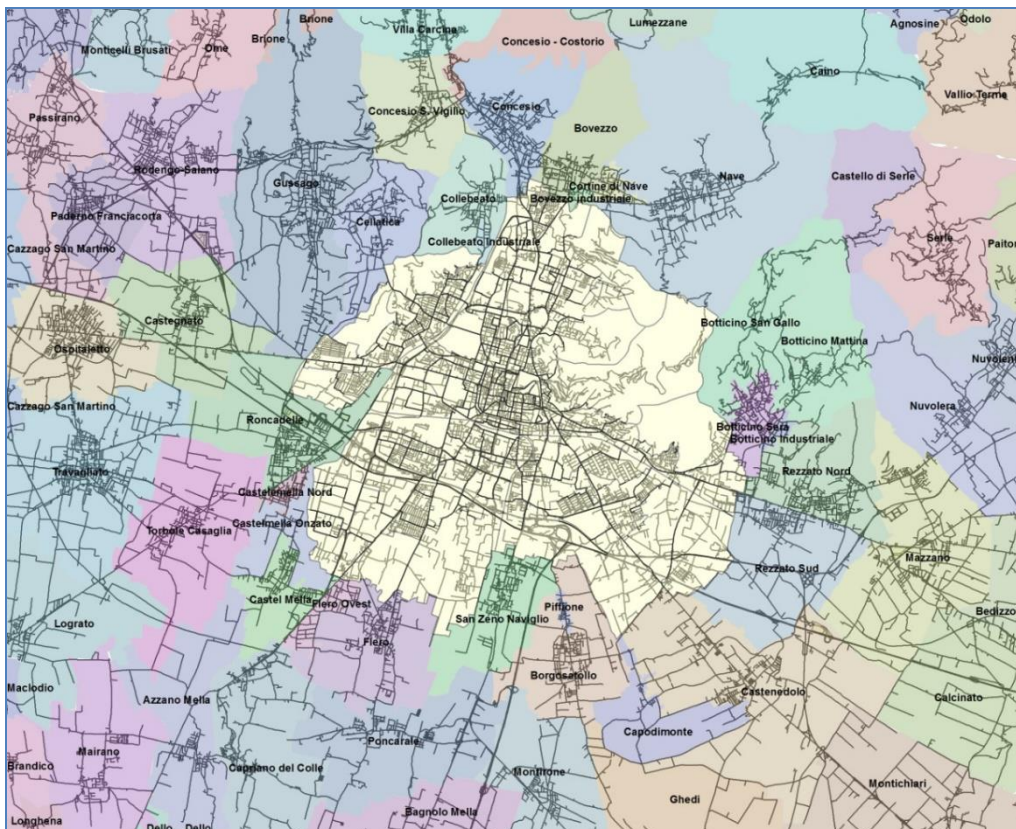 Brione
Lumezzane
Agnosine
Odolo
Villa Carcina
Monticelli Brusati
Ome
Brione
Concesio - Costorio
Caino
Vallio Terme
Passirano
Concesio S. Vigilio
Concesio
Bovezzo
Rodengo-Saiano
Gussago
Cortine di Nave
Nave
Castello di Serle
Paderno Franciacorta
Cellatica
Collebeato
Bovezzo industriale
Cazzago San Martino
Collebeato Industriale
Serle
Paiton
Castegnato
Botticino San Gallo
Ospitaletto
Botticino Mattina
Nuvolent
Cazzago San Martino
Nuvolera
Roncadelle
Botticino Sera
Botticino Industriale
Travagliato
Rezzato Nord
Castelmella Nord
Torbole Casaglia
Castelmella Onzato
Mazzano
Rezzato Sud
Castel Mella
Flero Ovest
Piffione
Bedizzo
Lograto
Flero
San Zeno Naviglio
Borgosatollo
Maclodio
Azzano Mella
Castenedolo
Calcinato
Capodimonte
Poncarale
Mairano
Brandico
Capriano del Colle
Montirone
Montichiari
Ghedi
Bagnolo Mella
Longhena
Dello
Dello